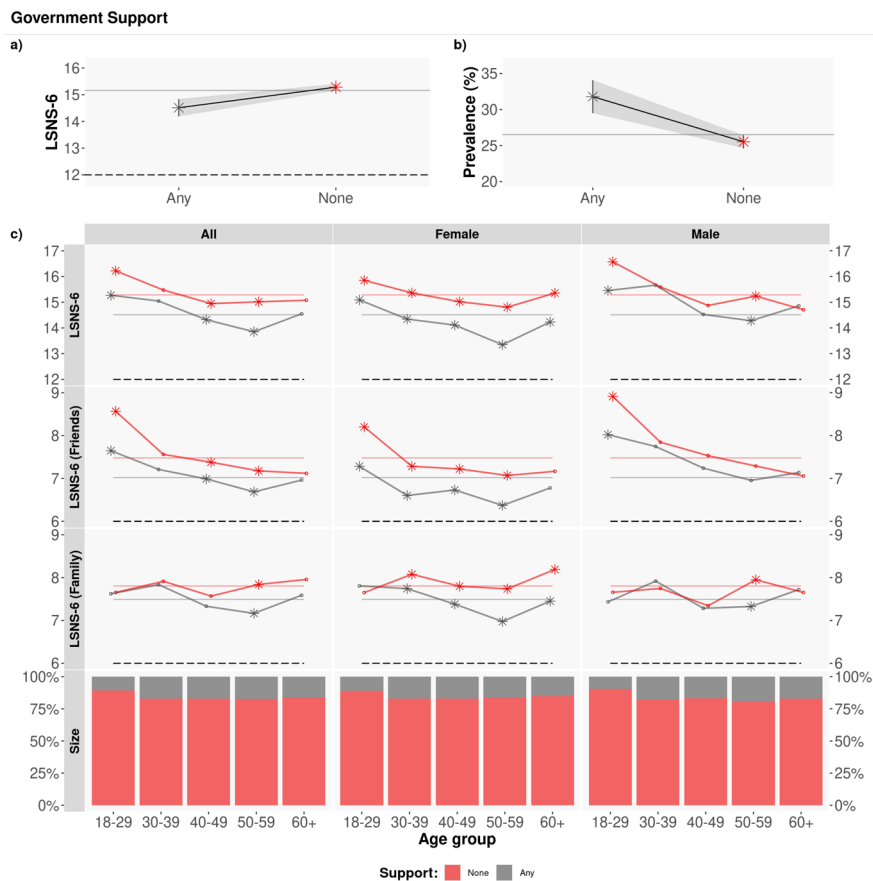 Government Support
a)
b)
16
15
14
13
12
LSNS-6
Any
None
35
30
25
20
Prevalence (%)
Any
None
c)
All
Female
Male
LSNS-6
17
16
15
14
13
12
17
16
15
14
13
12
LSNS-6 (Friends)
9
8
7
6
9
8
7
6
LSNS-6 (Family)
9
8
7
6
9
8
7
6
Size
100%
75%
50%
25%
0%
100%
75%
50%
25%
0%
18-29 30-39 40-49 50-59 60+
18-29 30-39 40-49 50-59 60+
18-29 30-39 40-49 50-59 60+
Age group
Support: None Any